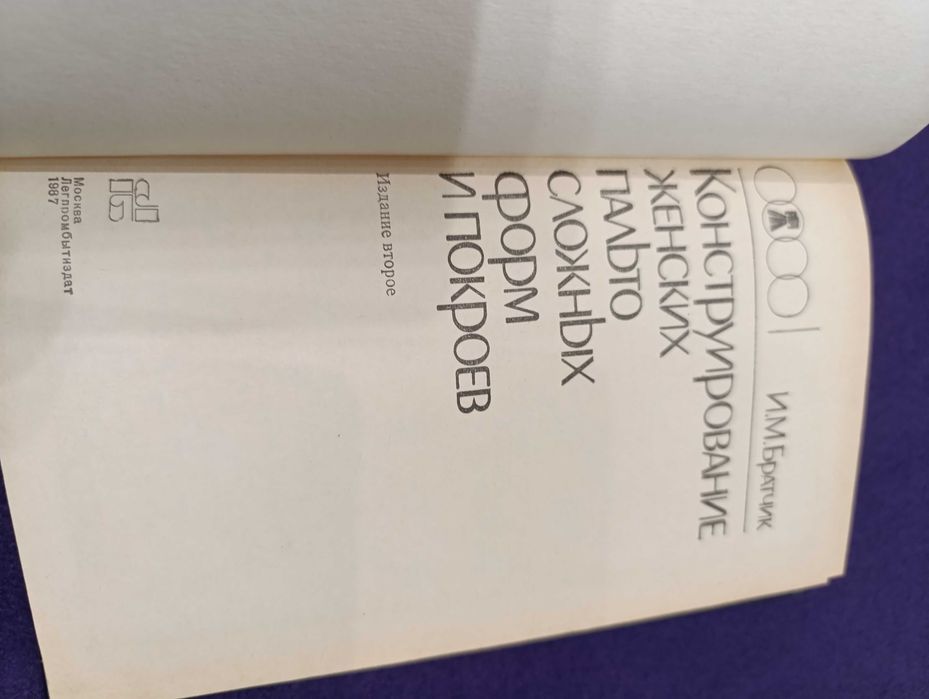 И.М.Братчик
Конструирование
женских
пальто
сложных
форм
и покроев
Издание второе
Москва
Легпромбытиздат
1987